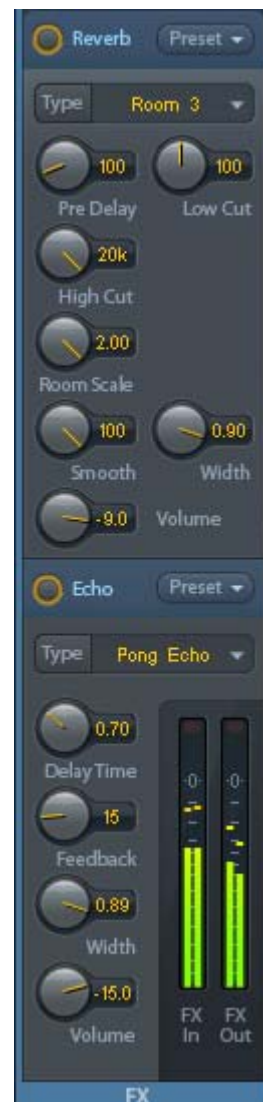 Reverb Preset
Type Room 3
100 100
Pre Delay Low Cut
20k
High Cut
2.00
Room Scale
100 0.90
Smooth Width
-9.0 Volume
Echo Preset
Type Pong Echo
0.70
Delay Time
15
Feedback
0.89
Width
-15.0
Volume
-0- -0-
FX FX
In Out
FX